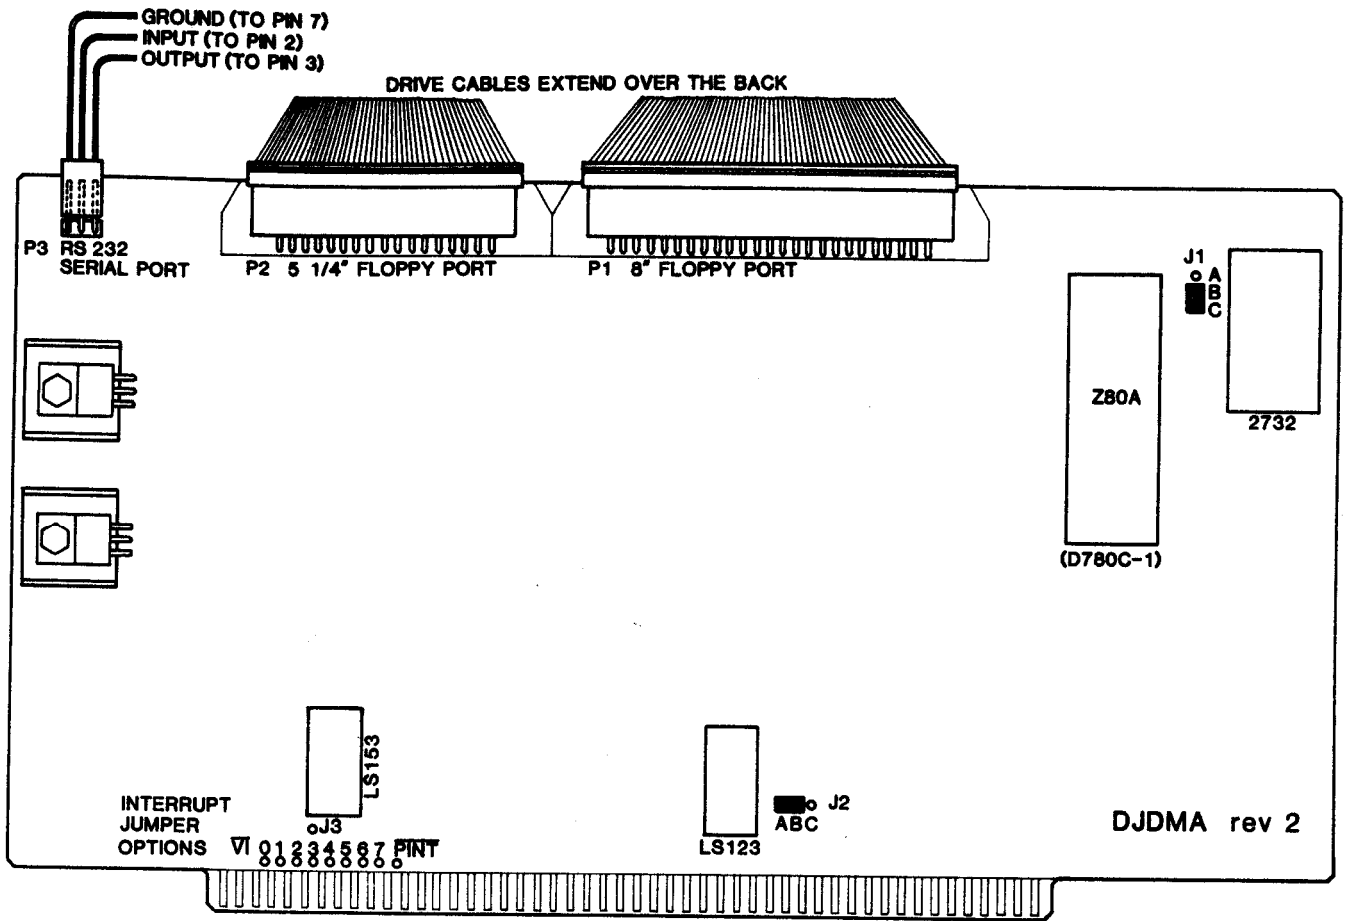 GROUND (TO PIN 7)
INPUT (TO PIN 2)
OUTPUT (TO PIN 3)
DRIVE CABLES EXTEND OVER THE BACK
P3 RS 232
SERIAL PORT
P2 5 1/4" FLOPPY PORT
P1 8" FLOPPY PORT
J1
A
B
C
2732
Z80A
(D780C-1)
LS153
INTERRUPT
JUMPER
OPTIONS
J3
VI 0 1 2 3 4 5 6 7 PINT
LS123
J2
ABC
DJDMA rev 2